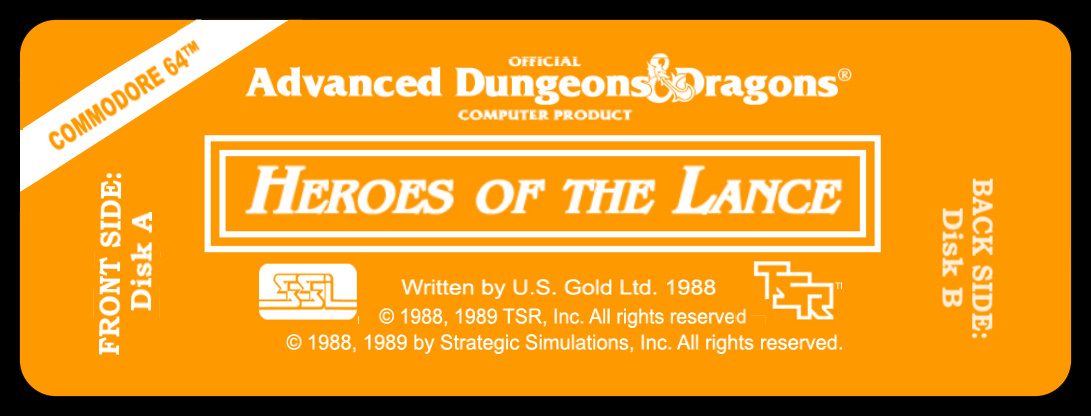 COMMODORE 64™
OFFICIAL
Advanced Dungeons & Dragons®
COMPUTER PRODUCT
HEROES OF THE LANCE
FRONT SIDE:
Disk A
BACK SIDE:
Disk B
SSI
Written by U.S. Gold Ltd. 1988
TSR™
© 1988, 1989 TSR, Inc. All rights reserved
© 1988, 1989 by Strategic Simulations, Inc. All rights reserved.